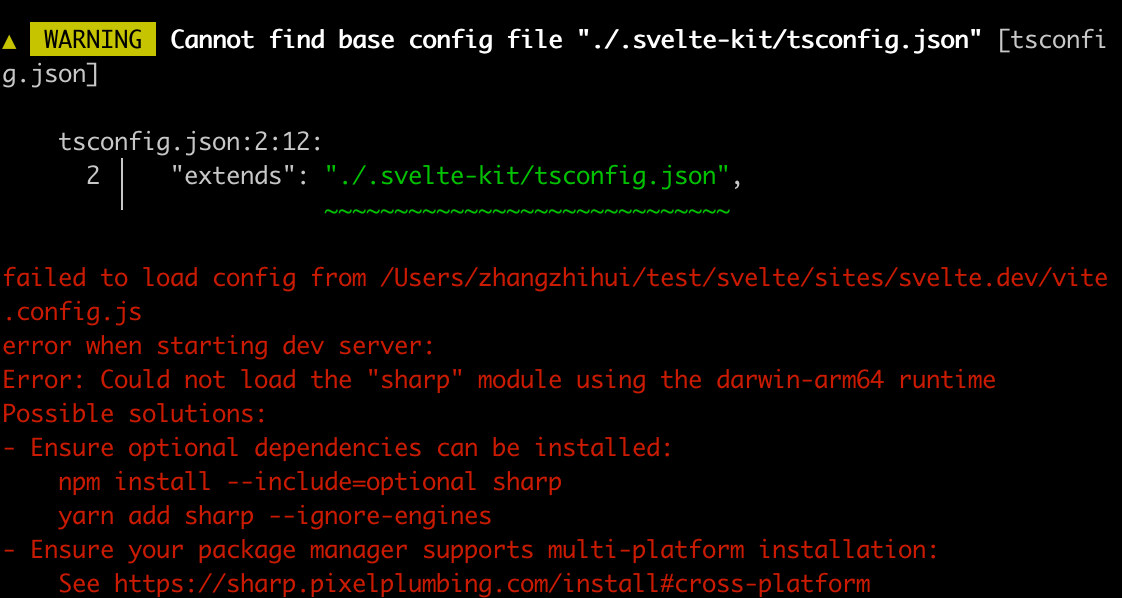 ▲ WARNING Cannot find base config file "./.svelte-kit/tsconfig.json" [tsconfi
g.json]
tsconfig.json:2:12:
2 │ "extends": "./.svelte-kit/tsconfig.json",
~~~~~~~~~~~~~~~~~~~~~~~~~~~~~
failed to load config from /Users/zhangzhihui/test/svelte/sites/svelte.dev/vite
.config.js
error when starting dev server:
Error: Could not load the "sharp" module using the darwin-arm64 runtime
Possible solutions:
- Ensure optional dependencies can be installed:
npm install --include=optional sharp
yarn add sharp --ignore-engines
- Ensure your package manager supports multi-platform installation:
See https://sharp.pixelplumbing.com/install#cross-platform